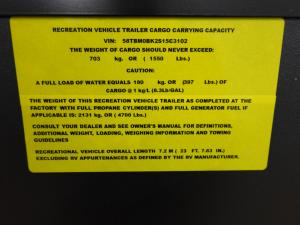 RECREATION VEHICLE TRAILER CARGO CARRYING CAPACITY
VIN: 58TBM0BK2S15C3102
THE WEIGHT OF CARGO SHOULD NEVER EXCEED:
703 kg. OR ( 1550 Lbs.)
CAUTION:
A FULL LOAD OF WATER EQUALS 180 kg. OR (397 Lbs.) OF
CARGO @ 1 kg/L (8.3Lb/GAL)
THE WEIGHT OF THIS RECREATION VEHICLE TRAILER AS COMPLETED AT THE
FACTORY WITH FULL PROPANE CYLINDER(S) AND FULL GENERATOR FUEL IF
APPLICABLE IS: 2131 kg. OR ( 4700 Lbs)
CONSULT YOUR DEALER AND SEE OWNER'S MANUAL FOR DEFINITIONS,
ADDITIONAL WEIGHT, LOADING, WEIGHING INFORMATION AND TOWING
GUIDELINES
RECREATIONAL VEHICLE OVERALL LENGTH 7.2 M ( 23 FT. 7.63 IN.)
EXCLUDING RV APPURTENANCES AS DEFINED BY THE RV MANUFACTURER.